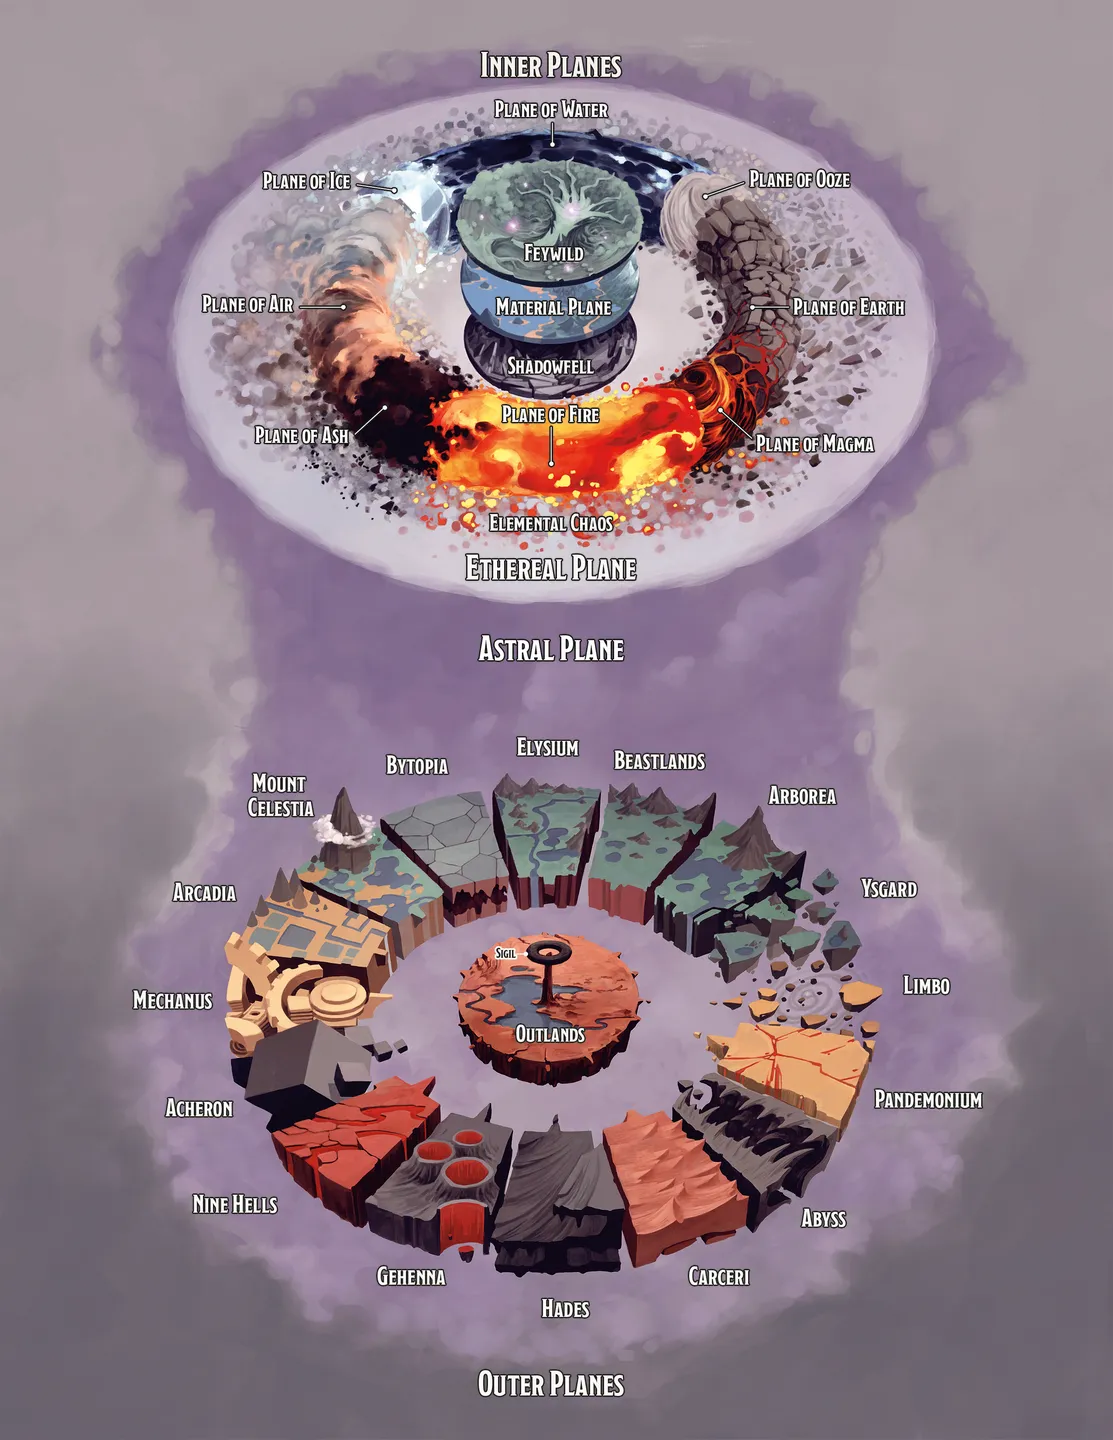 INNER PLANES
PLANE OF WATER
PLANE OF ICE
PLANE OF OOZE
FEYWILD
PLANE OF AIR
MATERIAL PLANE
PLANE OF EARTH
SHADOWFELL
PLANE OF FIRE
PLANE OF ASH
PLANE OF MAGMA
ELEMENTAL CHAOS
ETHEREAL PLANE
ASTRAL PLANE
ELYSIUM
BYTOPIA
BEASTLANDS
MOUNT
CELESTIA
ARBOREA
ARCADIA
YSGARD
SIGIL
LIMBO
MECHANUS
OUTLANDS
PANDEMONIUM
ACHERON
NINE HELLS
ABYSS
GEHENNA
CARCERI
HADES
OUTER PLANES